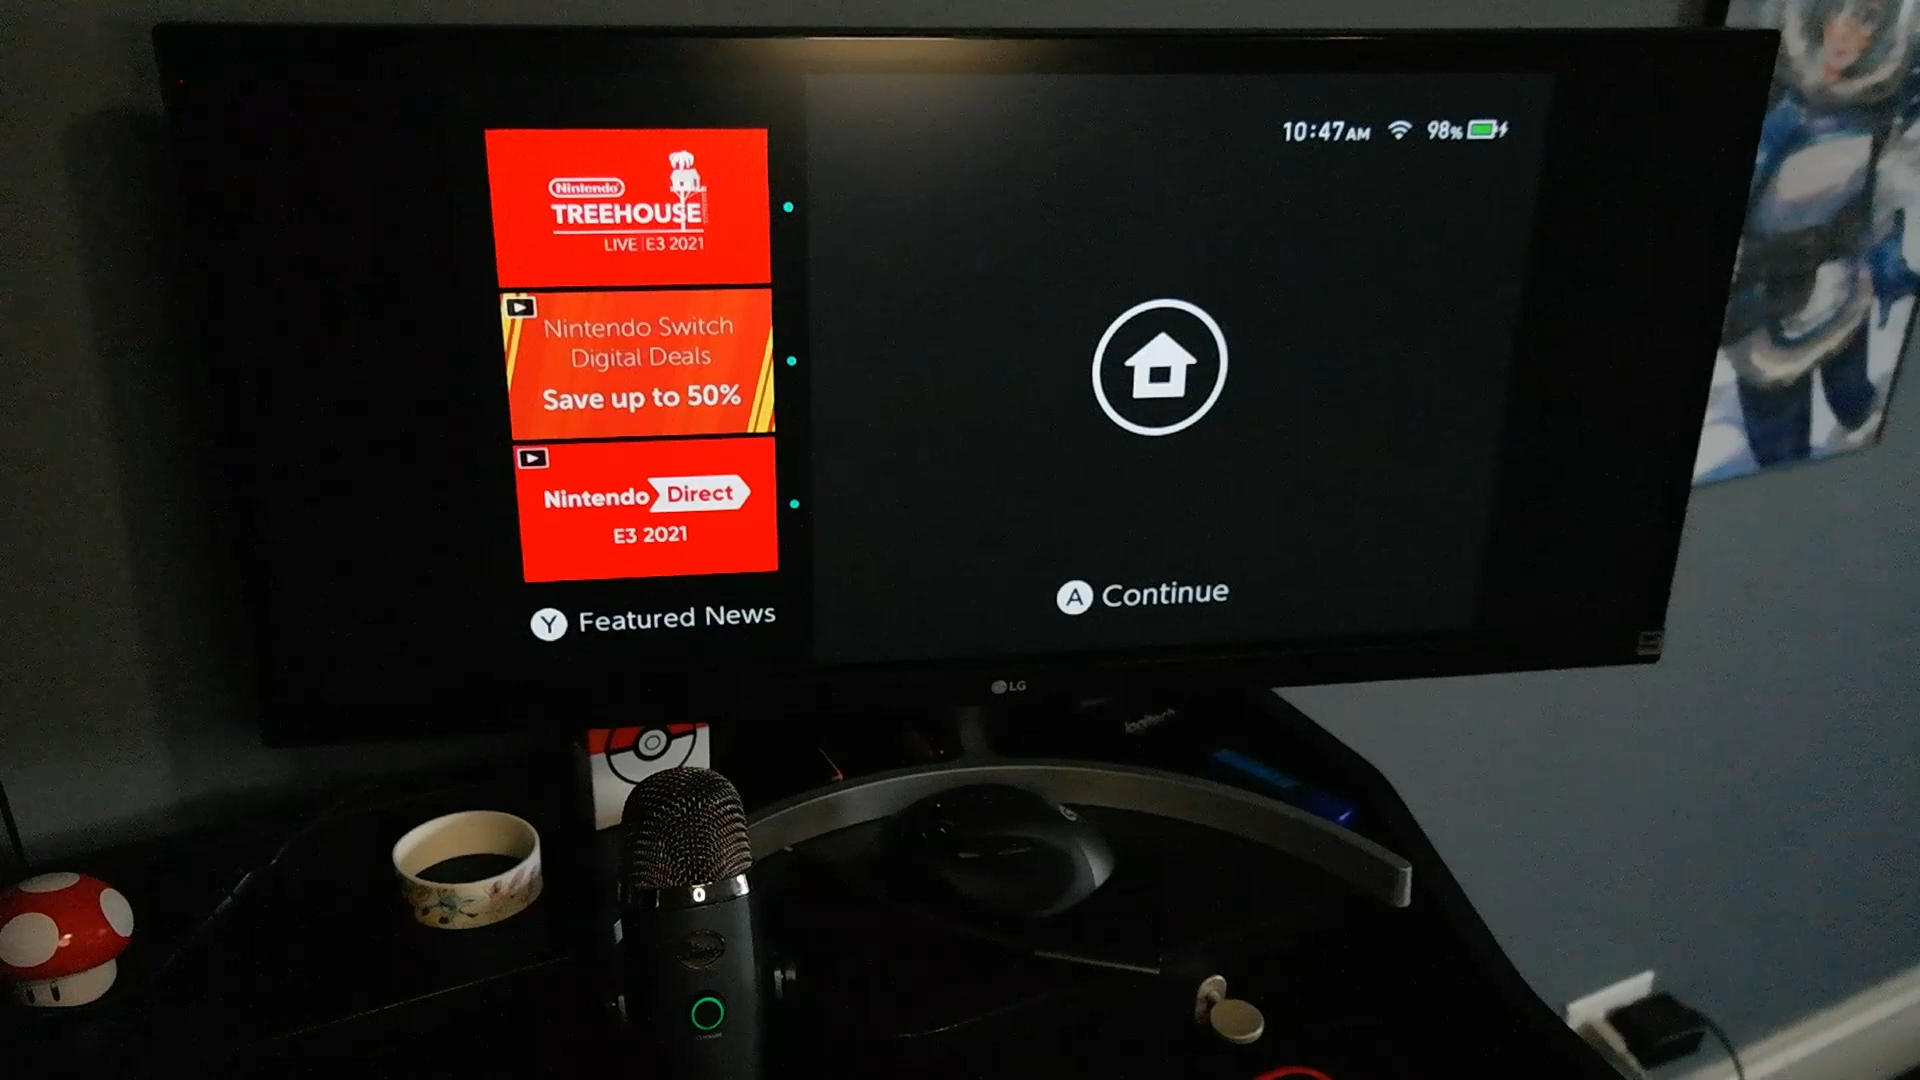 10:47AM 98%
Nintendo
TREEHOUSE
LIVE | E3 2021
Nintendo Switch
Digital Deals
Save up to 50%
Nintendo Direct
E3 2021
Y Featured News
A Continue
LG
logitech